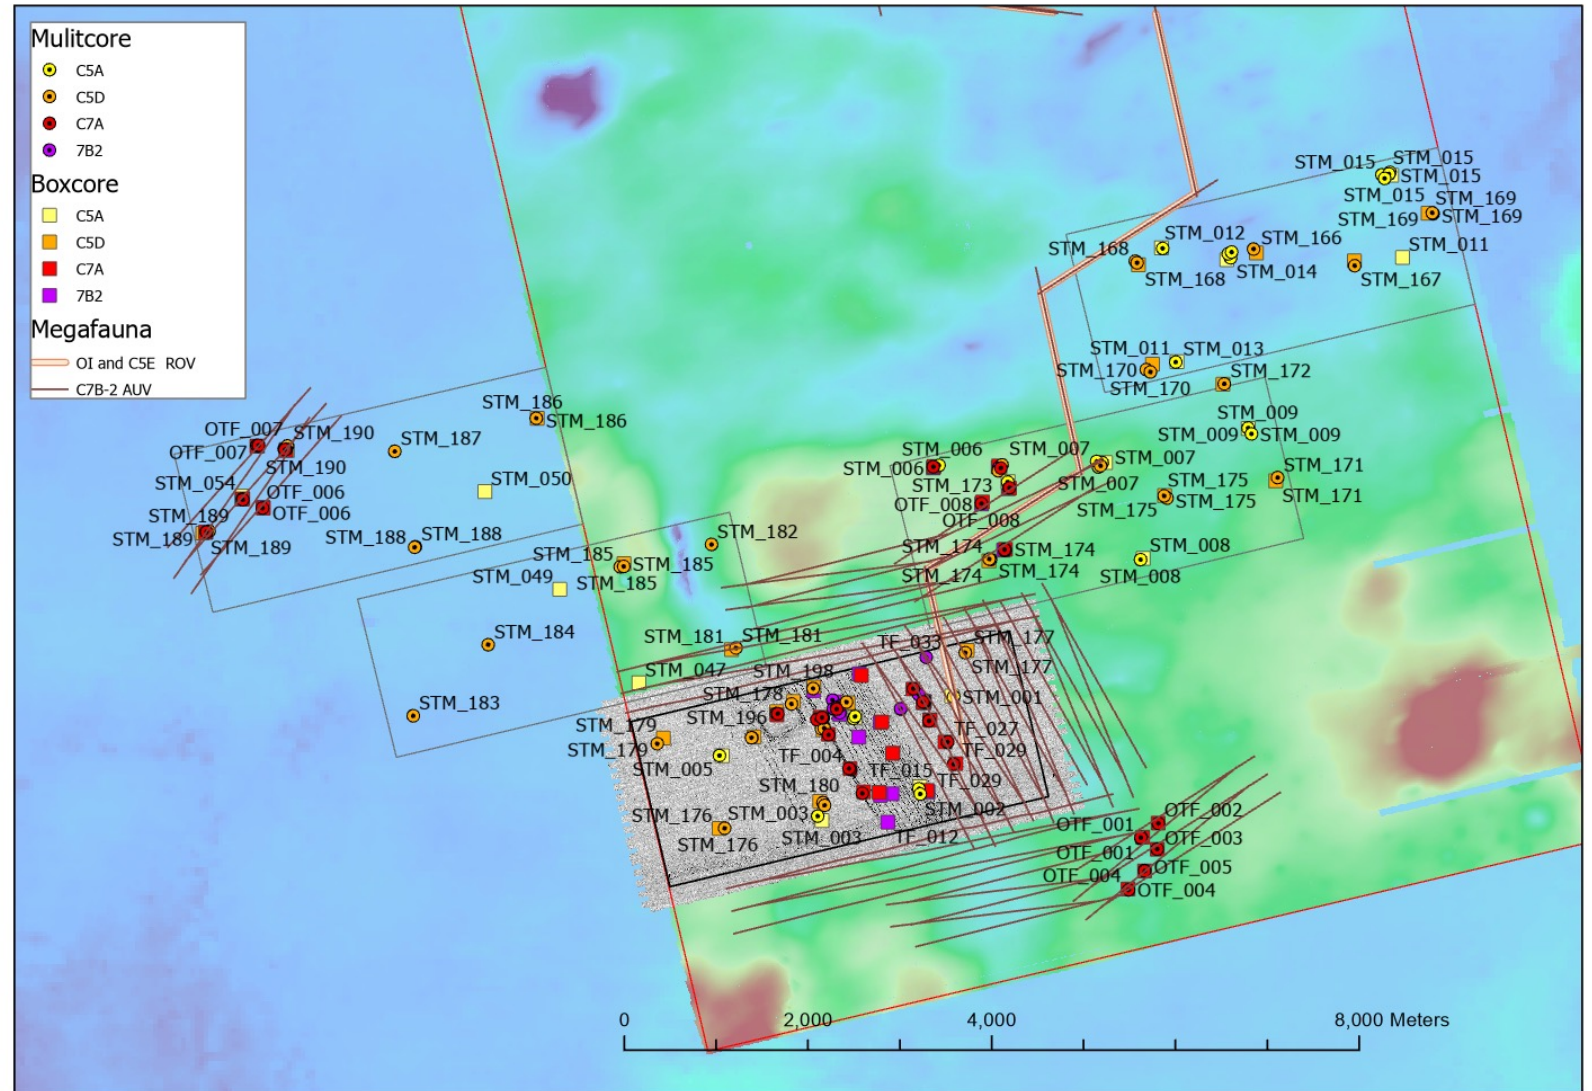 Mulitcore
C5A
C5D
C7A
7B2
Boxcore
C5A
C5D
C7A
7B2
Megafauna
OI and C5E ROV
C7B-2 AUV
STM_015
STM_015
STM_015
STM_015
STM_169
STM_169
STM_169
STM_012
STM_166
STM_168
STM_011
STM_014
STM_168
STM_167
STM_011
STM_013
STM_170
STM_172
STM_170
STM_186
STM_186
STM_009
STM_009
STM_009
OTF_007
STM_190
STM_187
OTF_007
STM_190
STM_006
STM_007
STM_006
STM_007
STM_171
STM_050
STM_054
OTF_006
STM_173
STM_007
STM_175
STM_171
OTF_006
OTF_008
STM_175
STM_175
STM_189
OTF_008
STM_189
STM_189
STM_188
STM_188
STM_182
STM_185
STM_185
STM_174
STM_174
STM_008
STM_049
STM_185
STM_174
STM_174
STM_008
STM_184
STM_181
STM_181
TF_033
STM_177
STM_047
STM_198
STM_177
STM_183
STM_178
STM_001
STM_179
STM_196
TF_027
STM_179
TF_004
TF_029
STM_005
TF_015
STM_180
TF_029
STM_176
STM_003
STM_002
STM_176
STM_003
TF_012
OTF_002
OTF_001
OTF_003
OTF_001
OTF_005
OTF_004
OTF_004
0
2,000
4,000
8,000 Meters